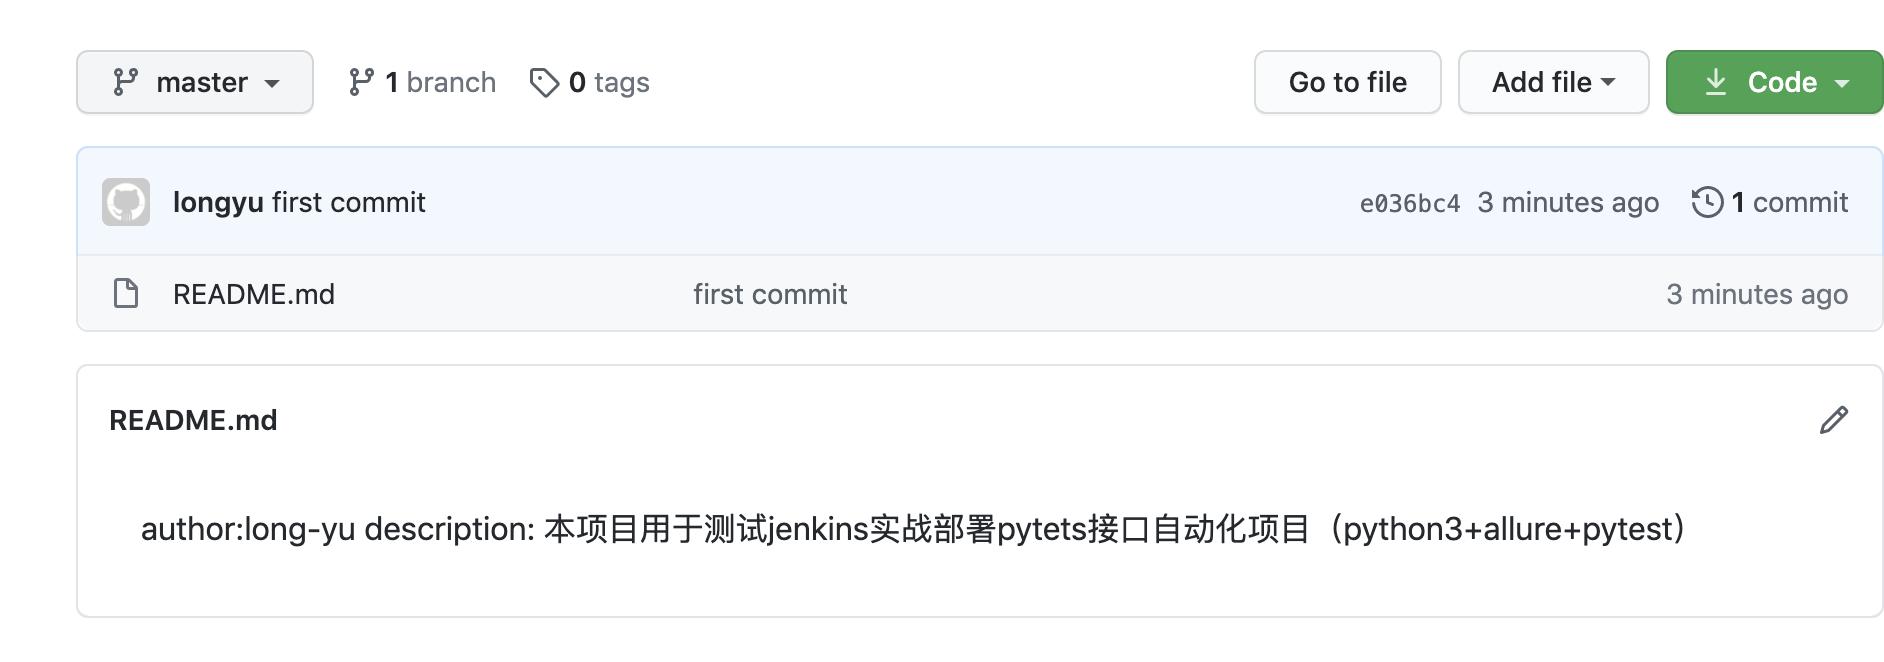 master 1 branch 0 tags Go to file Add file Code
longyu first commit e036bc4 3 minutes ago 1 commit
README.md first commit 3 minutes ago
README.md
author:long-yu description: 本项目用于测试jenkins实战部署pytets接口自动化项目（python3+allure+pytest）